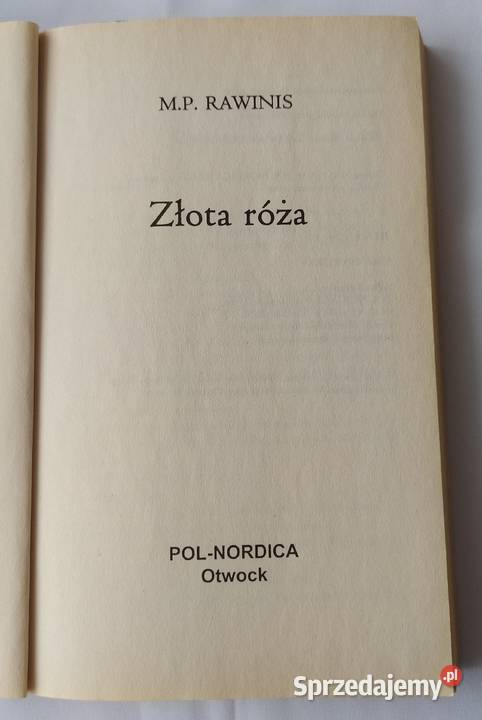 M.P. RAWINIS
Złota róża
POL-NORDICA
Otwock
Sprzedajemy.pl